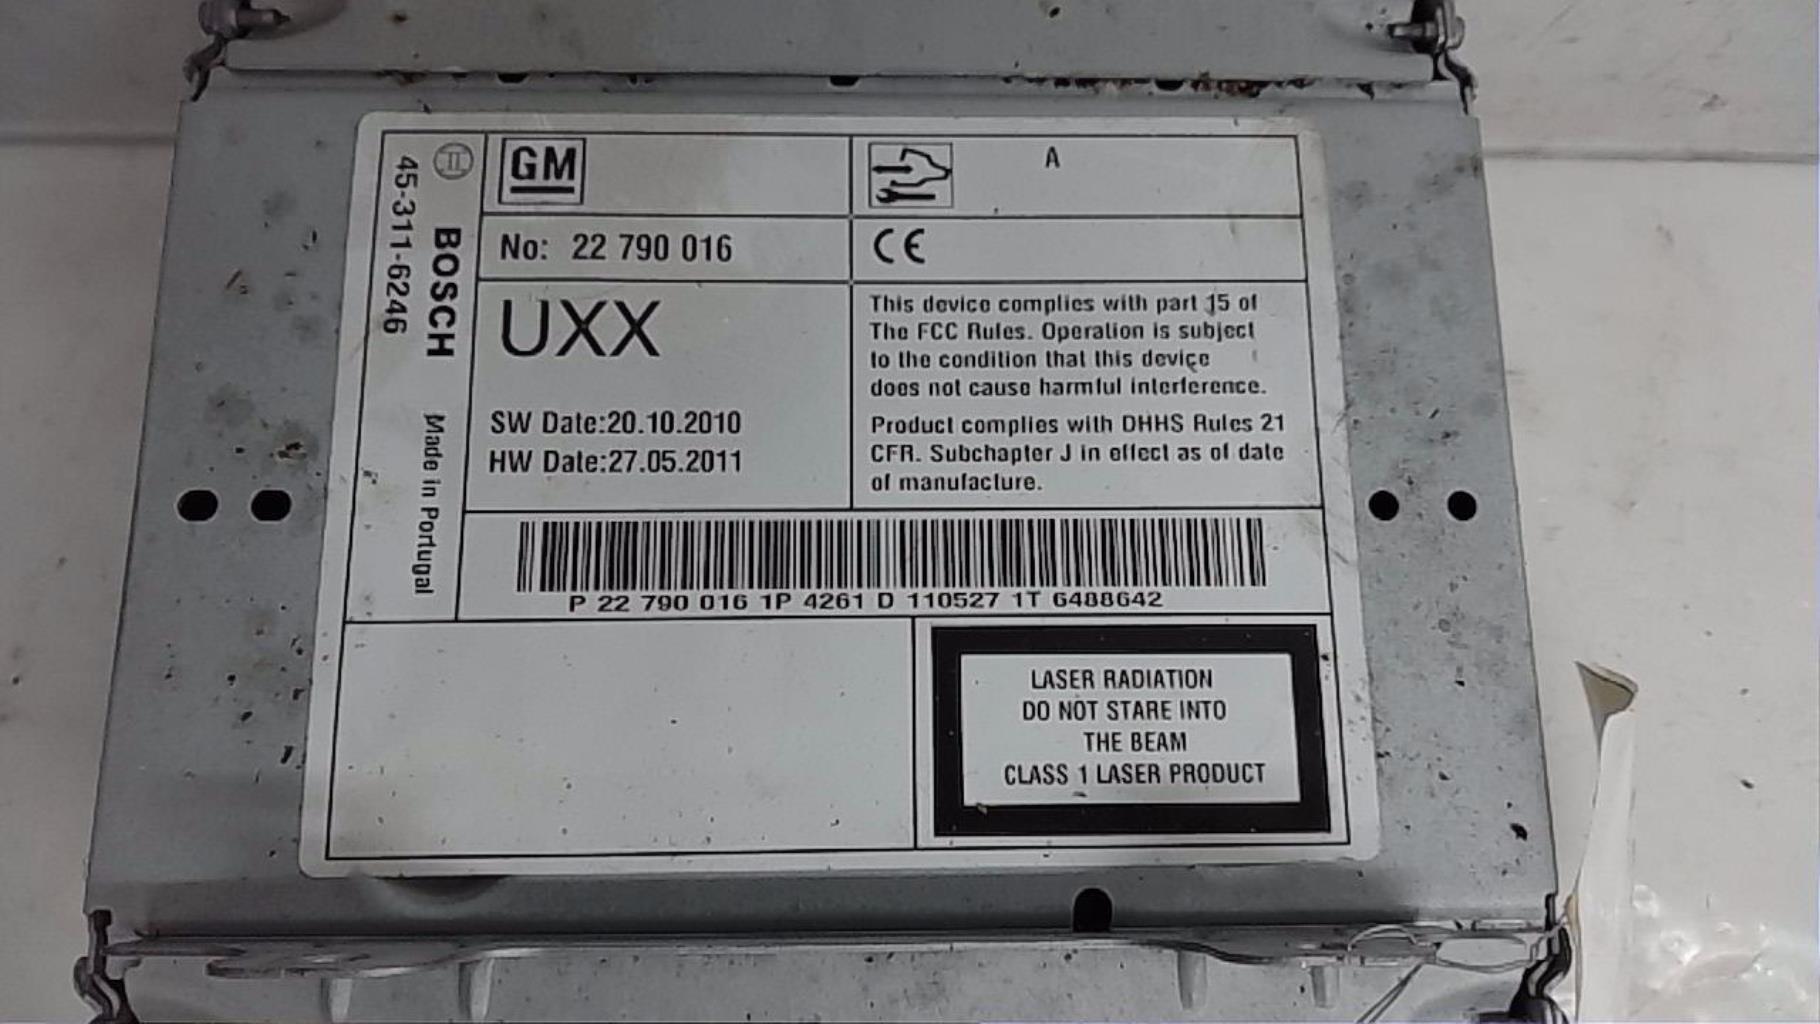 BOSCH Made in Portugal
45-311-6246
GM
A
No: 22 790 016
CE
UXX
SW Date:20.10.2010
HW Date:27.05.2011
This device complies with part 15 of
The FCC Rules. Operation is subject
to the condition that this device
does not cause harmful interference.
Product complies with DHHS Rules 21
CFR. Subchapter J in effect as of date
of manufacture.
P 22 790 016 1P 4261 D 110527 1T 6488642
LASER RADIATION
DO NOT STARE INTO
THE BEAM
CLASS 1 LASER PRODUCT